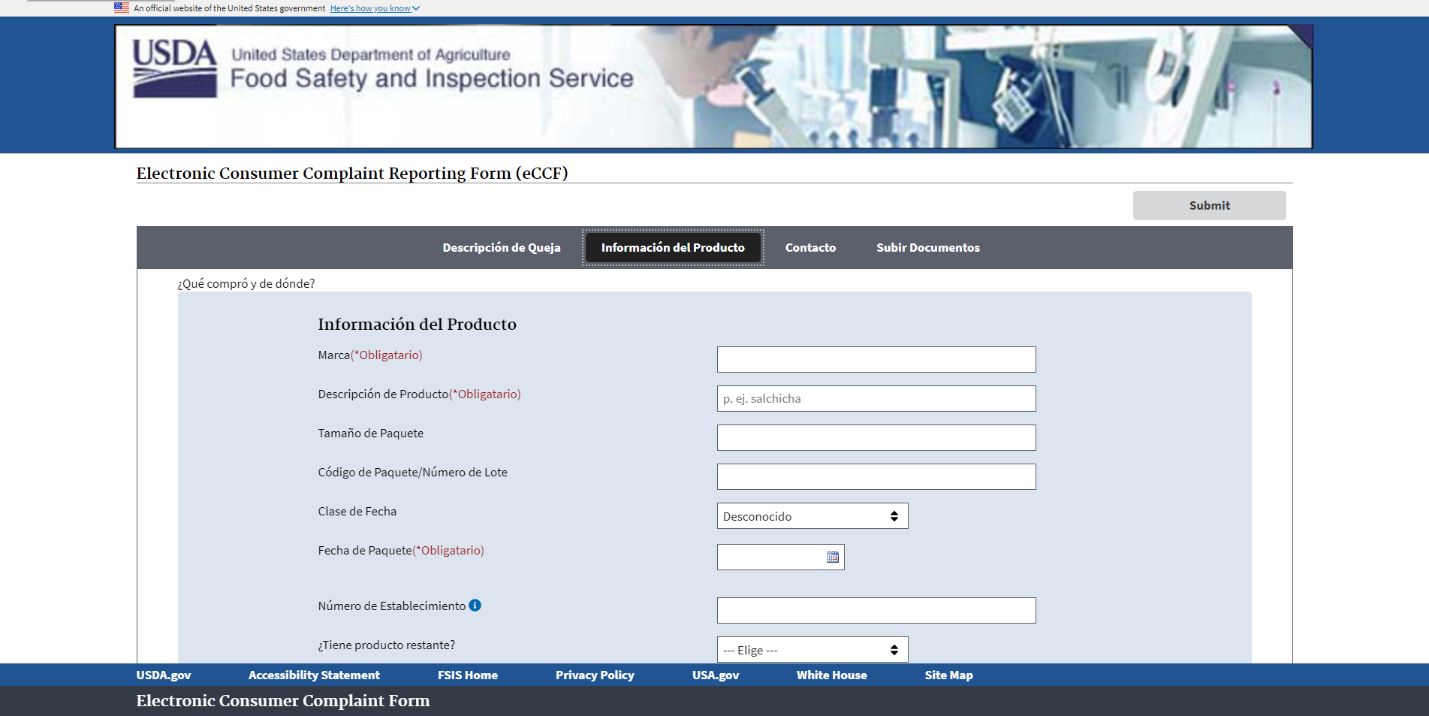 An official website of the United States government Here's how you know
USDA United States Department of Agriculture
Food Safety and Inspection Service
Electronic Consumer Complaint Reporting Form (eCCF)
Submit
Descripción de Queja Información del Producto Contacto Subir Documentos
¿Qué compró y de dónde?
Información del Producto
Marca(*Obligatario)
Descripción de Producto(*Obligatario) p. ej. salchicha
Tamaño de Paquete
Código de Paquete/Número de Lote
Clase de Fecha Desconocido
Fecha de Paquete(*Obligatario)
Número de Establecimiento
¿Tiene producto restante? --- Elige ---
USDA.gov Accessibility Statement FSIS Home Privacy Policy USA.gov White House Site Map
Electronic Consumer Complaint Form